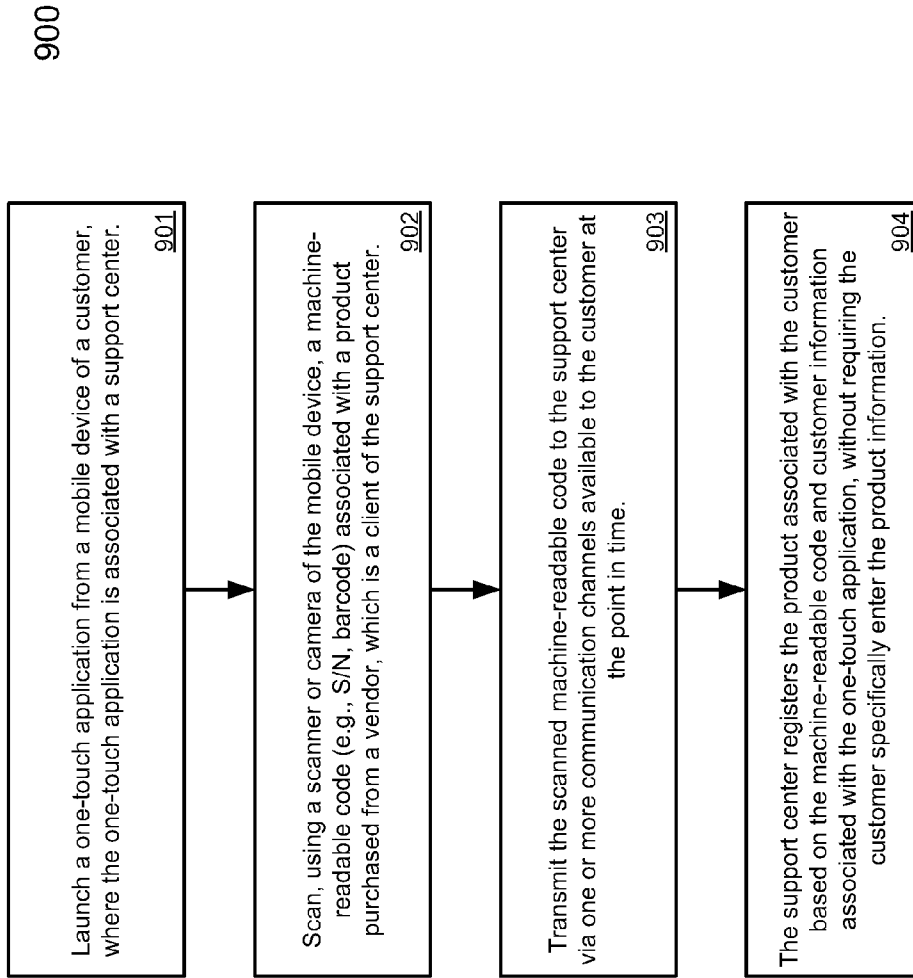 900
Launch a one-touch application from a mobile device of a customer,
where the one-touch application is associated with a support center.
901
Scan, using a scanner or camera of the mobile device, a machine-
readable code (e.g., S/N, barcode) associated with a product
purchased from a vendor, which is a client of the support center.
902
Transmit the scanned machine-readable code to the support center
via one or more communication channels available to the customer at
the point in time.
903
The support center registers the product associated with the customer
based on the machine-readable code and customer information
associated with the one-touch application, without requiring the
customer specifically enter the product information.
904